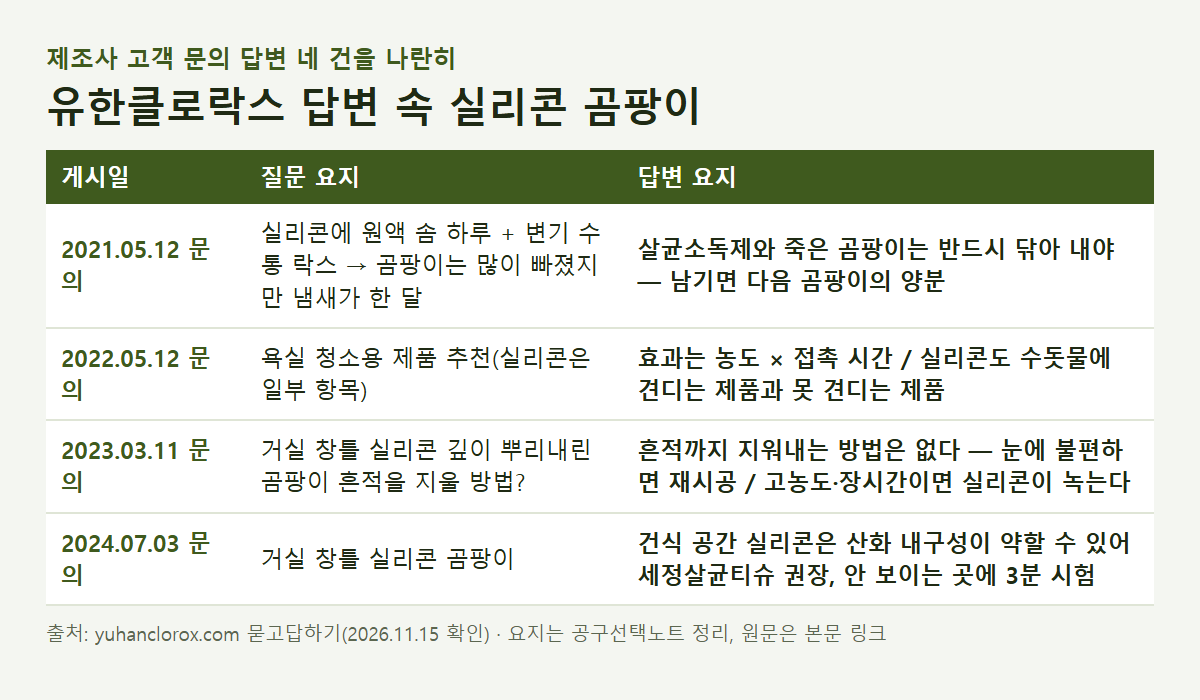 제조사 고객 문의 답변 네 건을 나란히
유한클로락스 답변 속 실리콘 곰팡이
게시일 질문 요지 답변 요지
2021.05.12 문
의
실리콘에 원액 솜 하루 + 변기 수
통 락스 → 곰팡이는 많이 빠졌지
만 냄새가 한 달
살균소독제와 죽은 곰팡이는 반드시 닦아 내야
— 남기면 다음 곰팡이의 양분
2022.05.12 문
의
욕실 청소용 제품 추천(실리콘은
일부 항목)
효과는 농도 × 접촉 시간 / 실리콘도 수돗물에
견디는 제품과 못 견디는 제품
2023.03.11 문
의
거실 창틀 실리콘 깊이 뿌리내린
곰팡이 흔적을 지울 방법?
흔적까지 지워내는 방법은 없다 — 눈에 불편하
면 재시공 / 고농도·장시간이면 실리콘이 녹는다
2024.07.03 문
의
거실 창틀 실리콘 곰팡이
건식 공간 실리콘은 산화 내구성이 약할 수 있어
세정살균티슈 권장, 안 보이는 곳에 3분 시험
출처: yuhanclorox.com 묻고답하기(2026.11.15 확인) · 요지는 공구선택노트 정리, 원문은 본문 링크